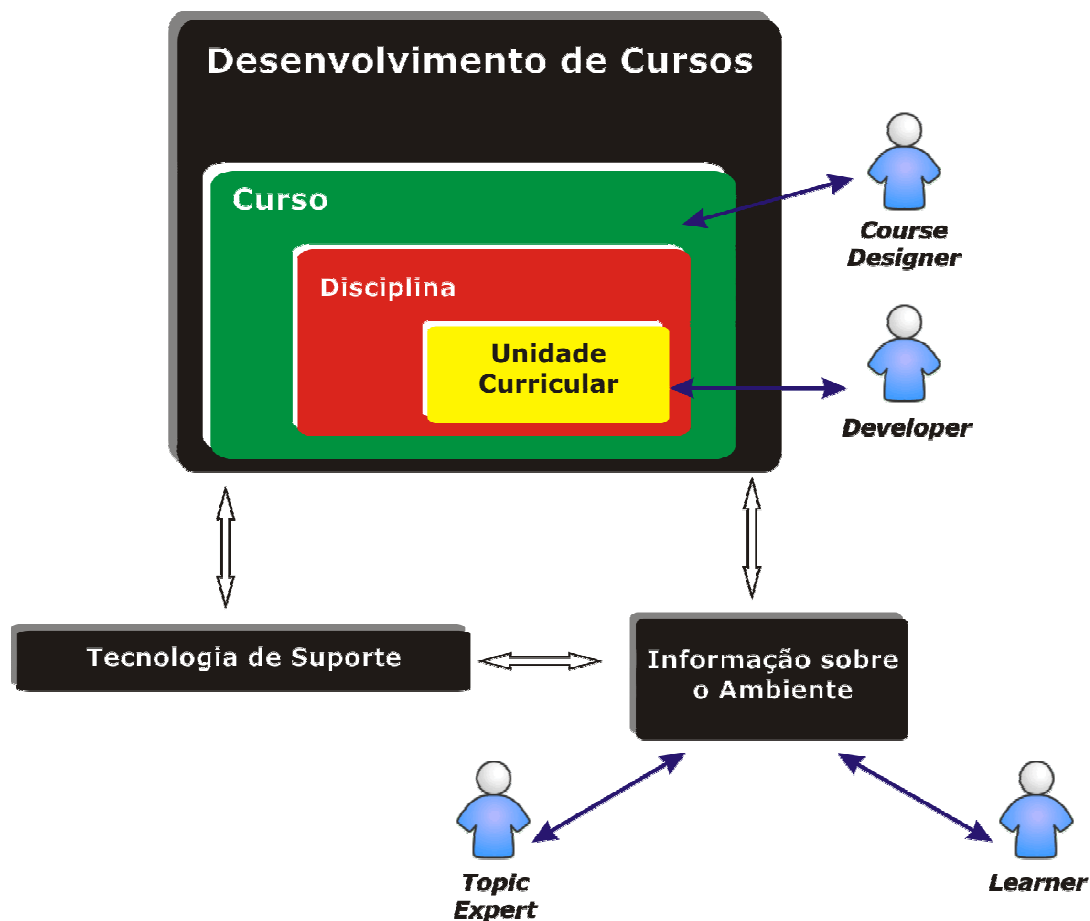 Desenvolvimento de Cursos
Curso
Course
Designer
Disciplina
Unidade
Curricular
Developer
Tecnologia de Suporte
Informação sobre
o Ambiente
Topic
Expert
Learner